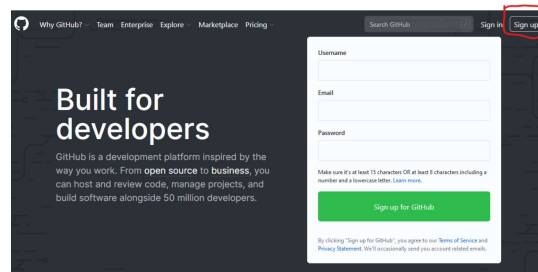 Why GitHub? Team Enterprise Explore Marketplace Pricing Search GitHub / Sign in Sign up
Built for
developers
GitHub is a development platform inspired by the
way you work. From open source to business, you
can host and review code, manage projects, and
build software alongside 50 million developers.
Username
Email
Password
Make sure it's at least 15 characters OR at least 8 characters including a
number and a lowercase letter. Learn more.
Sign up for GitHub
By clicking "Sign up for GitHub", you agree to our Terms of Service and
Privacy Statement. We'll occasionally send you account related emails.